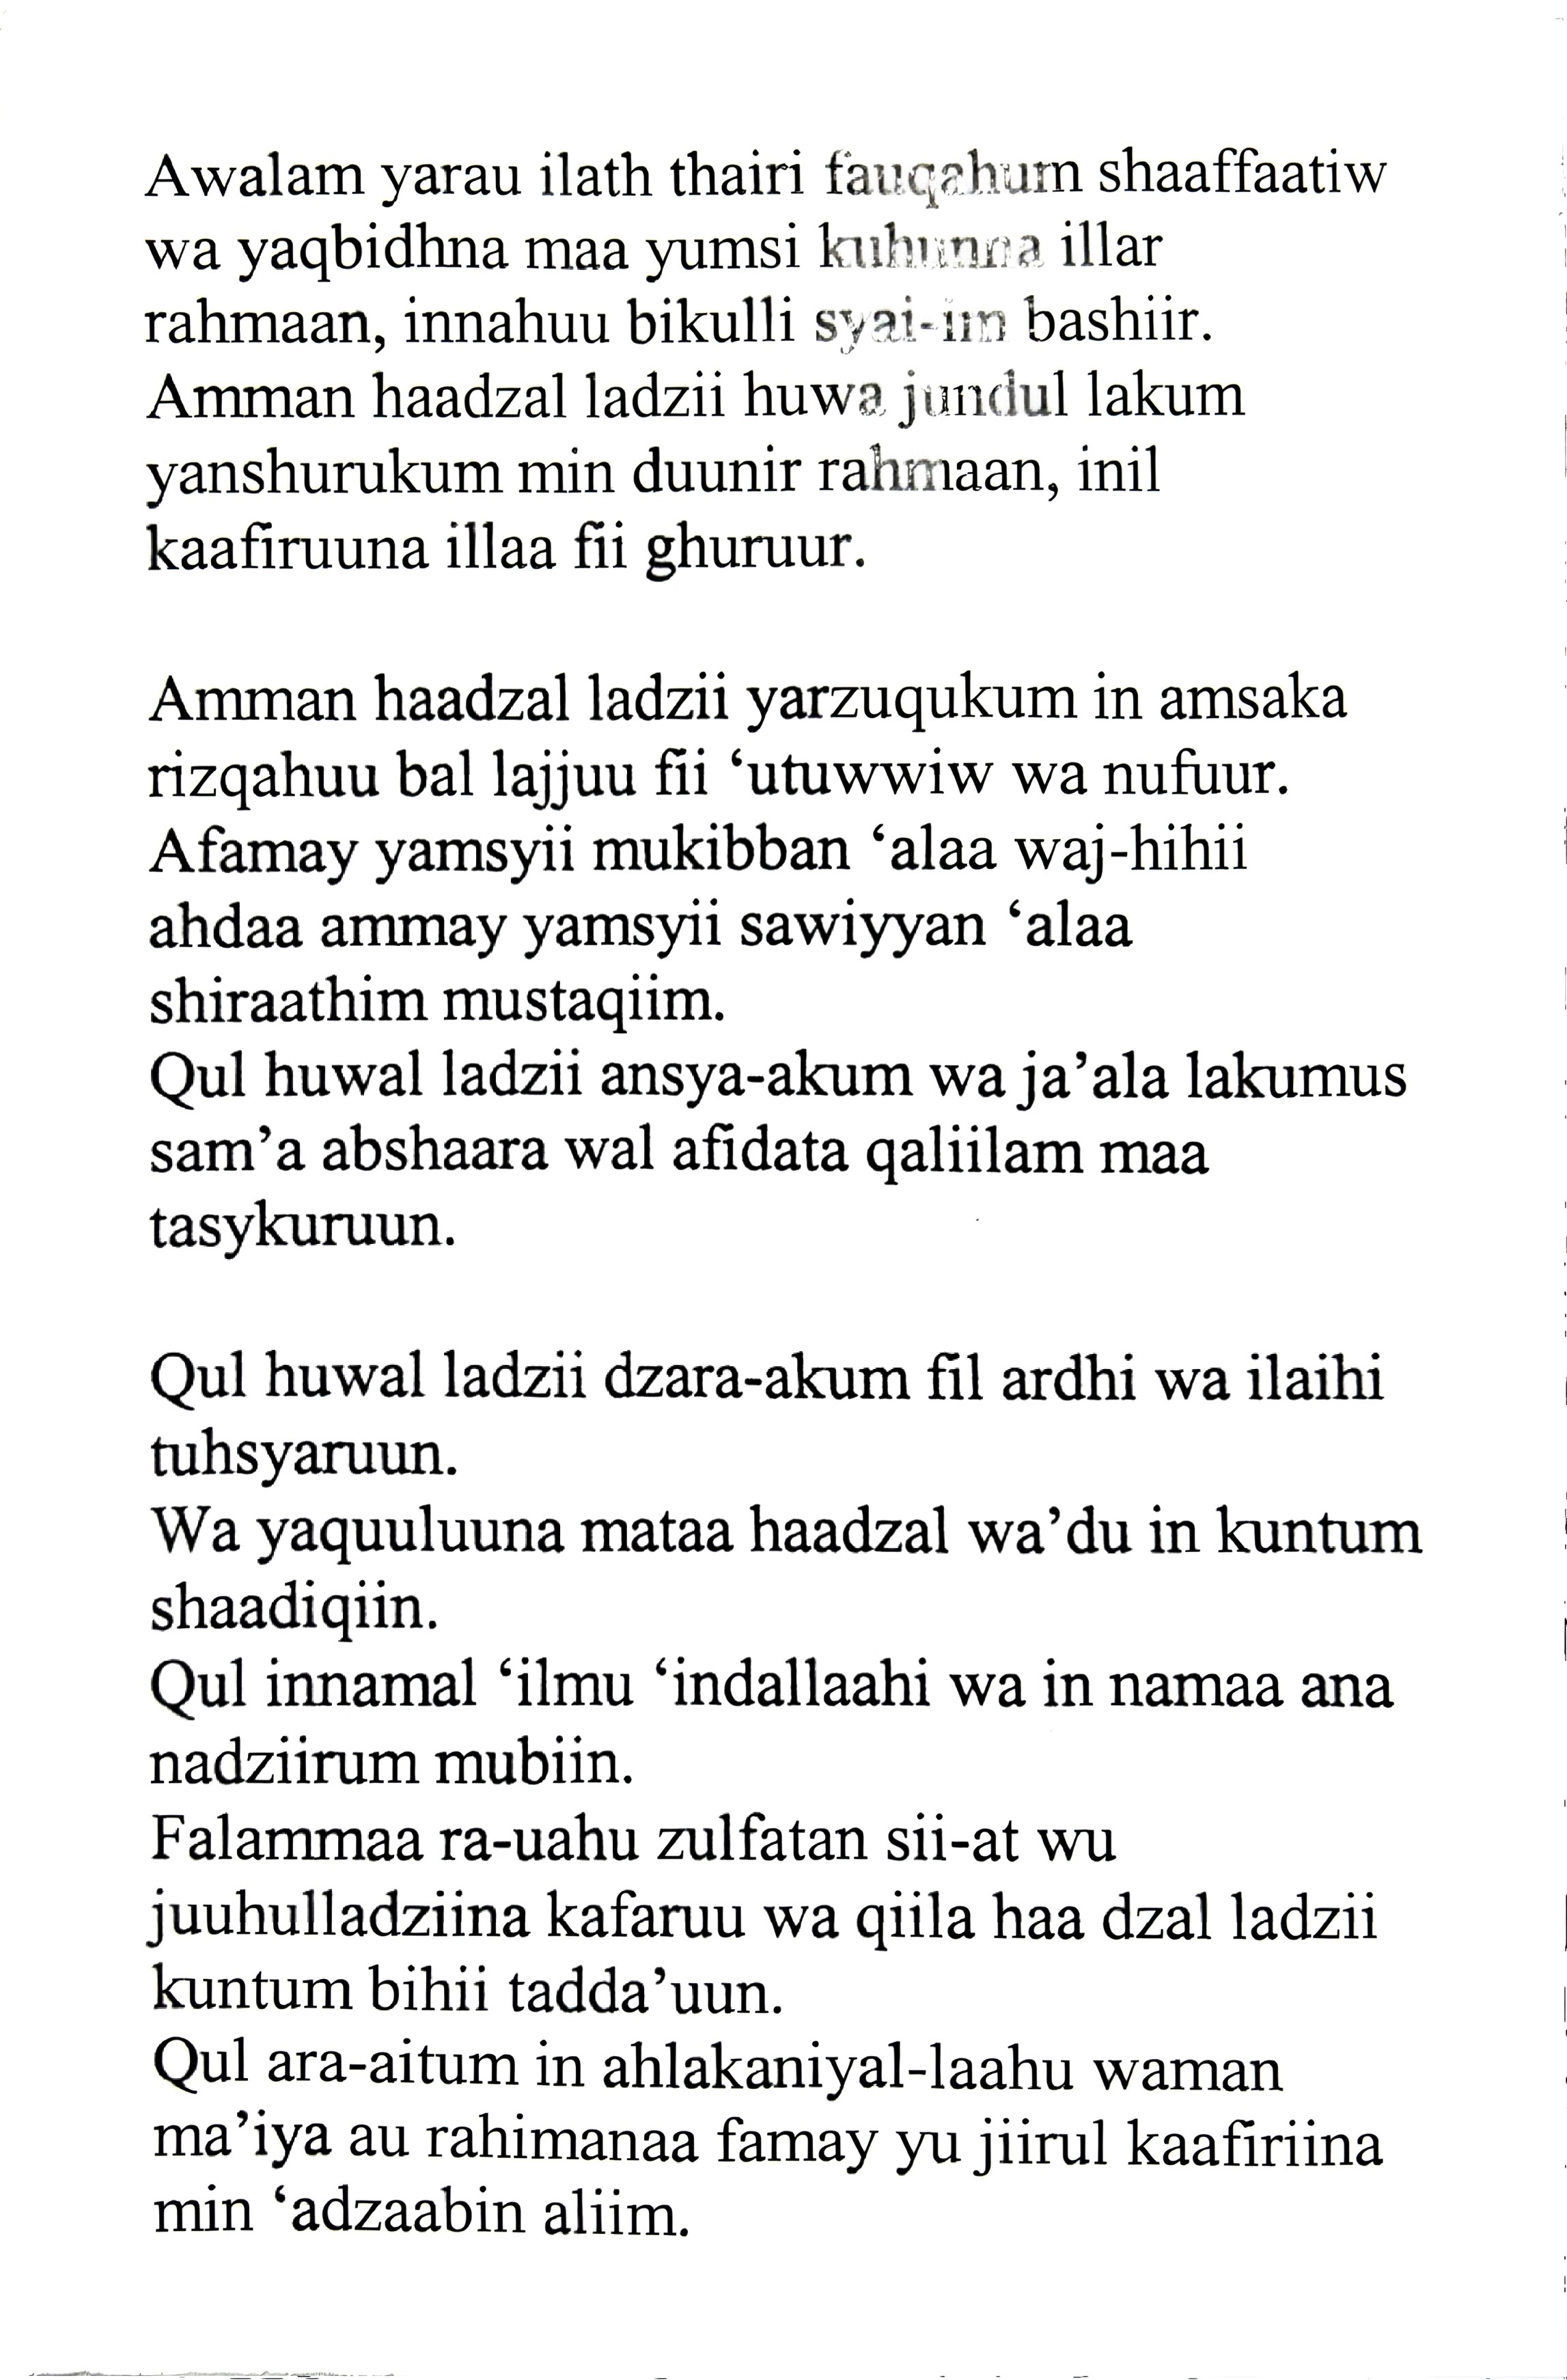 Awalam yarau ilath thairi fauqahum shaaffaatiw
wa yaqbidhna maa yumsi kuhunna illar
rahmaan, innahuu bikulli syai-im bashiir.
Amman haadzal ladzii huwa jundul lakum
yanshurukum min duunir rahmaan, inil
kaafiruuna illaa fii ghuruur.
Amman haadzal ladzii yarzuqukum in amsaka
rizqahuu bal lajjuu fii ‘utuwwiw wa nufuur.
Afamay yamsyii mukibban ‘alaa waj-hihii
ahdaa ammay yamsyii sawiyyan ‘alaa
shiraathim mustaqiim.
Qul huwal ladzii ansya-akum wa ja’ala lakumus
sam’a abshaara wal afidata qaliilam maa
tasykuruun.
Qul huwal ladzii dzara-akum fil ardhi wa ilaihi
tuhsyaruun.
Wa yaquuluuna mataa haadzal wa’du in kuntum
shaadiqiin.
Qul innamal ‘ilmu ‘indallaahi wa in namaa ana
nadziirum mubiin.
Falammaa ra-uahu zulfatan sii-at wu
juuhulladziina kafaruu wa qiila haa dzal ladzii
kuntum bihii tadda’uun.
Qul ara-aitum in ahlakaniyal-laahu waman
ma’iya au rahimanaa famay yu jiirul kaafiriina
min ‘adzaabin aliim.